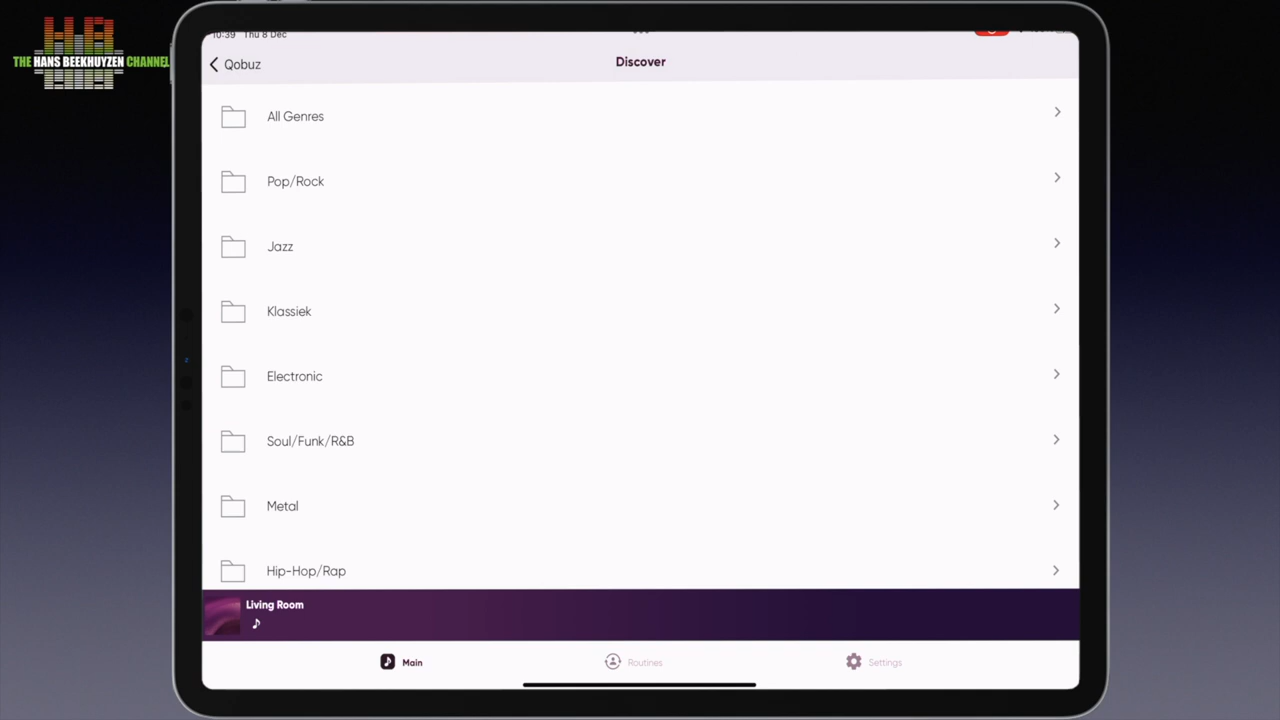 THE HANS BEEKHUYZEN CHANNEL
10:39 Thu 8 Dec
Qobuz
Discover
All Genres
Pop/Rock
Jazz
Klassiek
Electronic
Soul/Funk/R&B
Metal
Hip-Hop/Rap
Living Room
Main
Routines
Settings